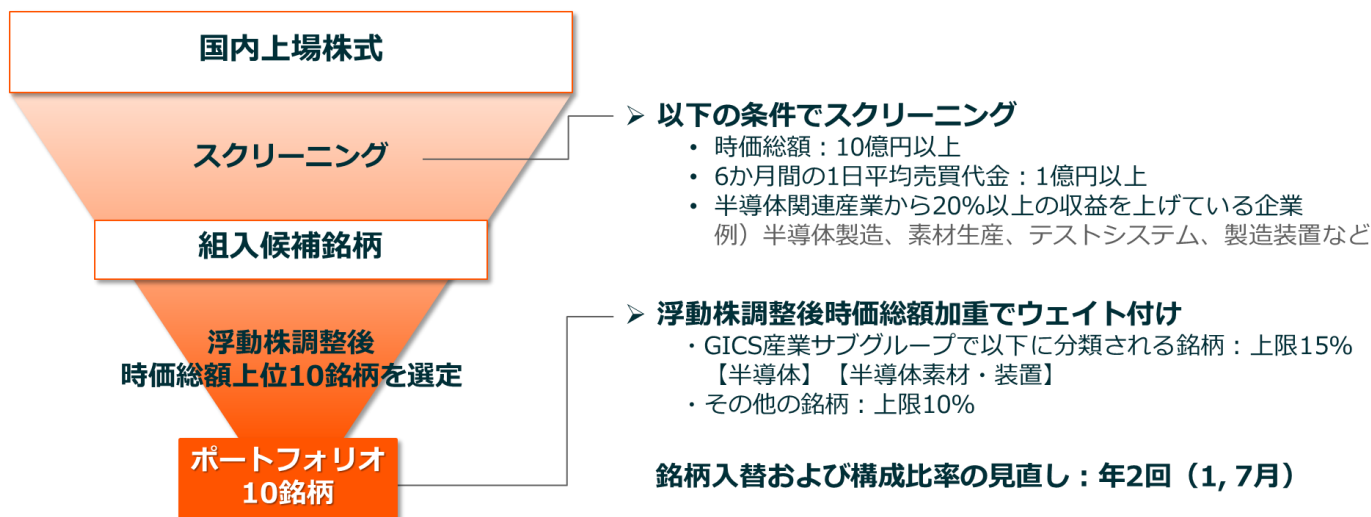 国内上場株式
スクリーニング
組入候補銘柄
浮動株調整後
時価総額上位10銘柄を選定
ポートフォリオ
10銘柄
➢ 以下の条件でスクリーニング
• 時価総額：10億円以上
• 6か月間の1日平均売買代金：1億円以上
• 半導体関連産業から20%以上の収益を上げている企業
例）半導体製造、素材生産、テストシステム、製造装置など
➢ 浮動株調整後時価総額加重でウェイト付け
・GICS産業サブグループで以下に分類される銘柄：上限15%
【半導体】【半導体素材・装置】
・その他の銘柄：上限10%
銘柄入替および構成比率の見直し：年2回（1, 7月）